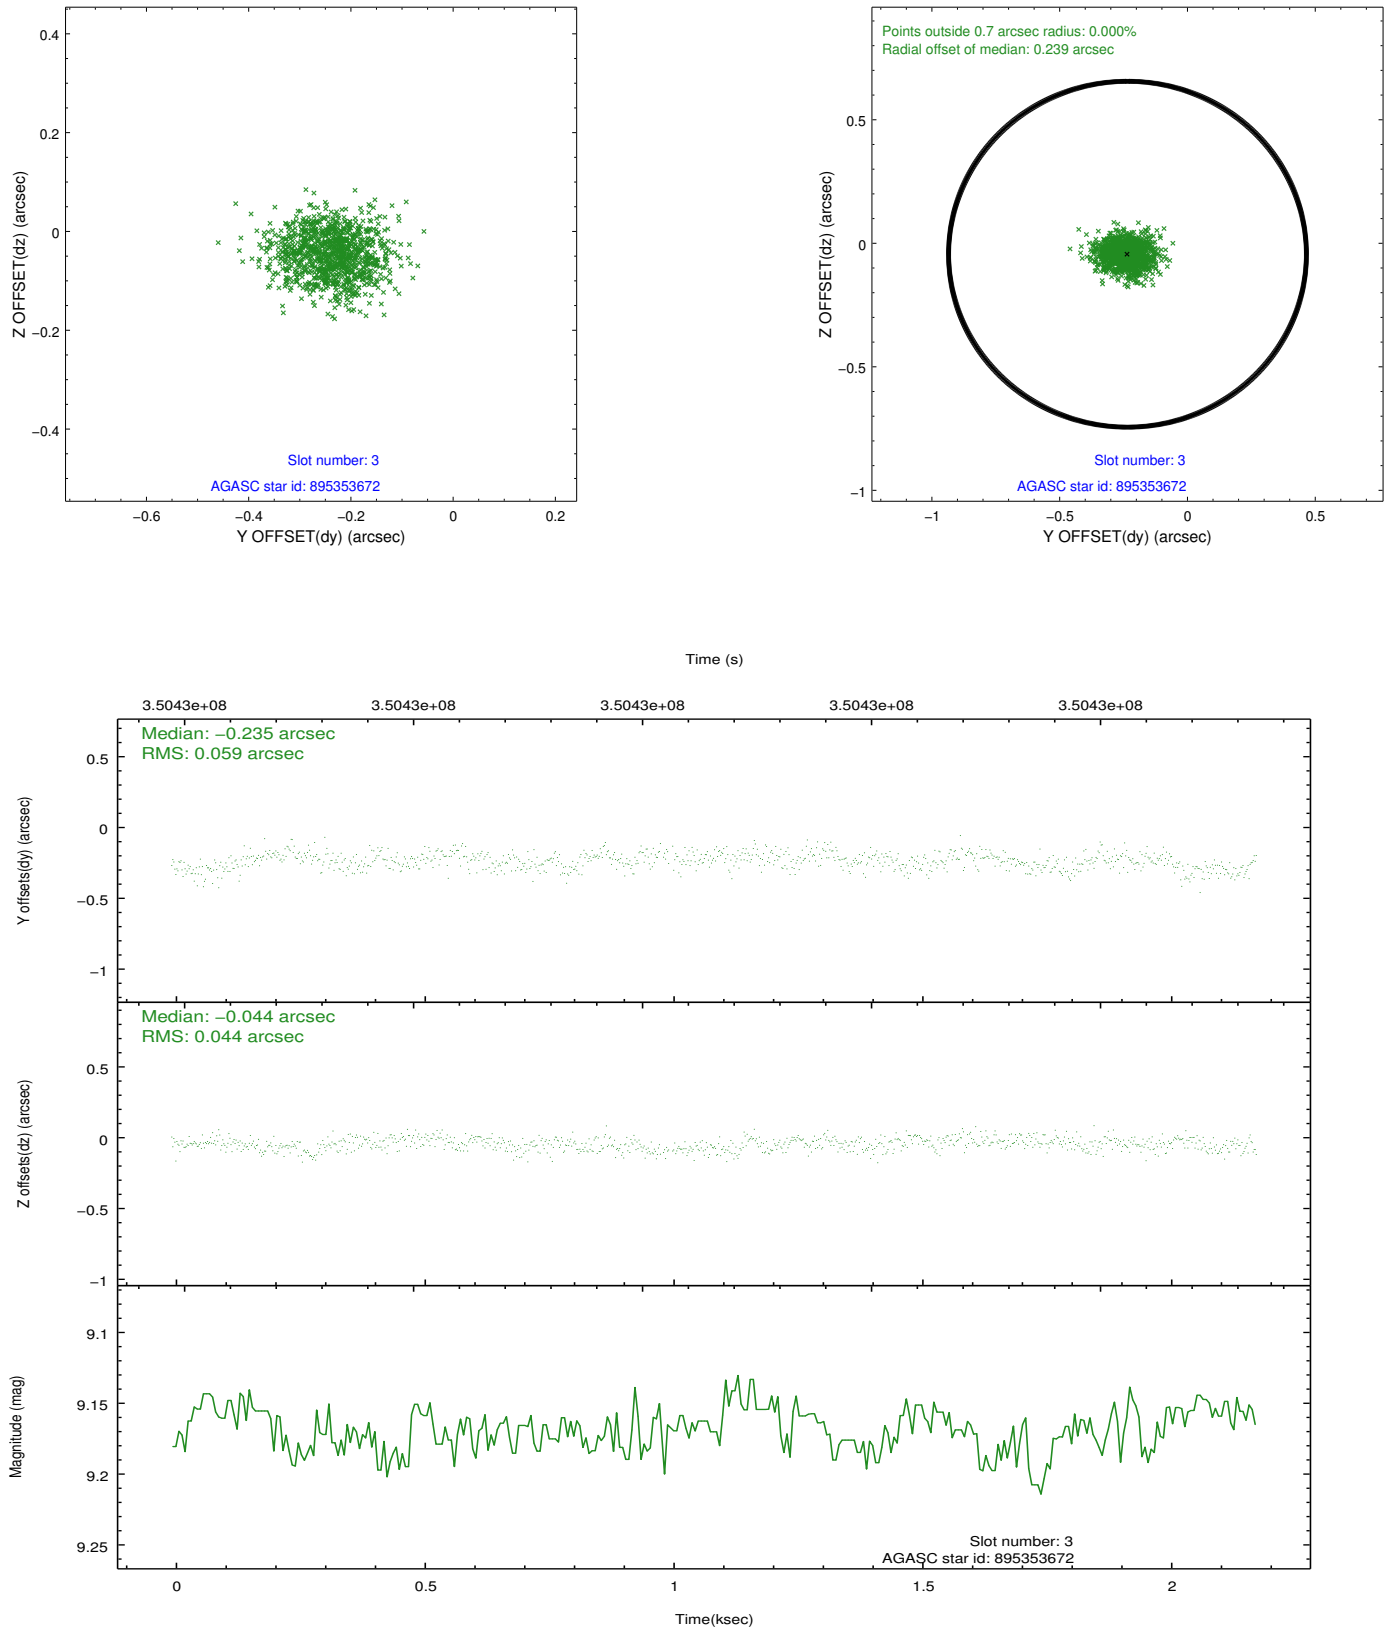 0.4
0.2
0
−0.2
−0.4
Z OFFSET(dz) (arcsec)
Slot number: 3
AGASC star id: 895353672
−0.6 −0.4 −0.2 0 0.2
Y OFFSET(dy) (arcsec)
Points outside 0.7 arcsec radius: 0.000%
Radial offset of median: 0.239 arcsec
0.5
0
−0.5
−1
Z OFFSET(dz) (arcsec)
Slot number: 3
AGASC star id: 895353672
−1 −0.5 0 0.5
Y OFFSET(dy) (arcsec)
Time (s)
3.5043e+08 3.5043e+08 3.5043e+08 3.5043e+08 3.5043e+08
Median: −0.235 arcsec
RMS: 0.059 arcsec
0.5
0
−0.5
−1
Y offsets(dy) (arcsec)
Median: −0.044 arcsec
RMS: 0.044 arcsec
0.5
0
−0.5
−1
Z offsets(dz) (arcsec)
9.1
9.15
9.2
9.25
Magnitude (mag)
Slot number: 3
AGASC star id: 895353672
0 0.5 1 1.5 2
Time(ksec)